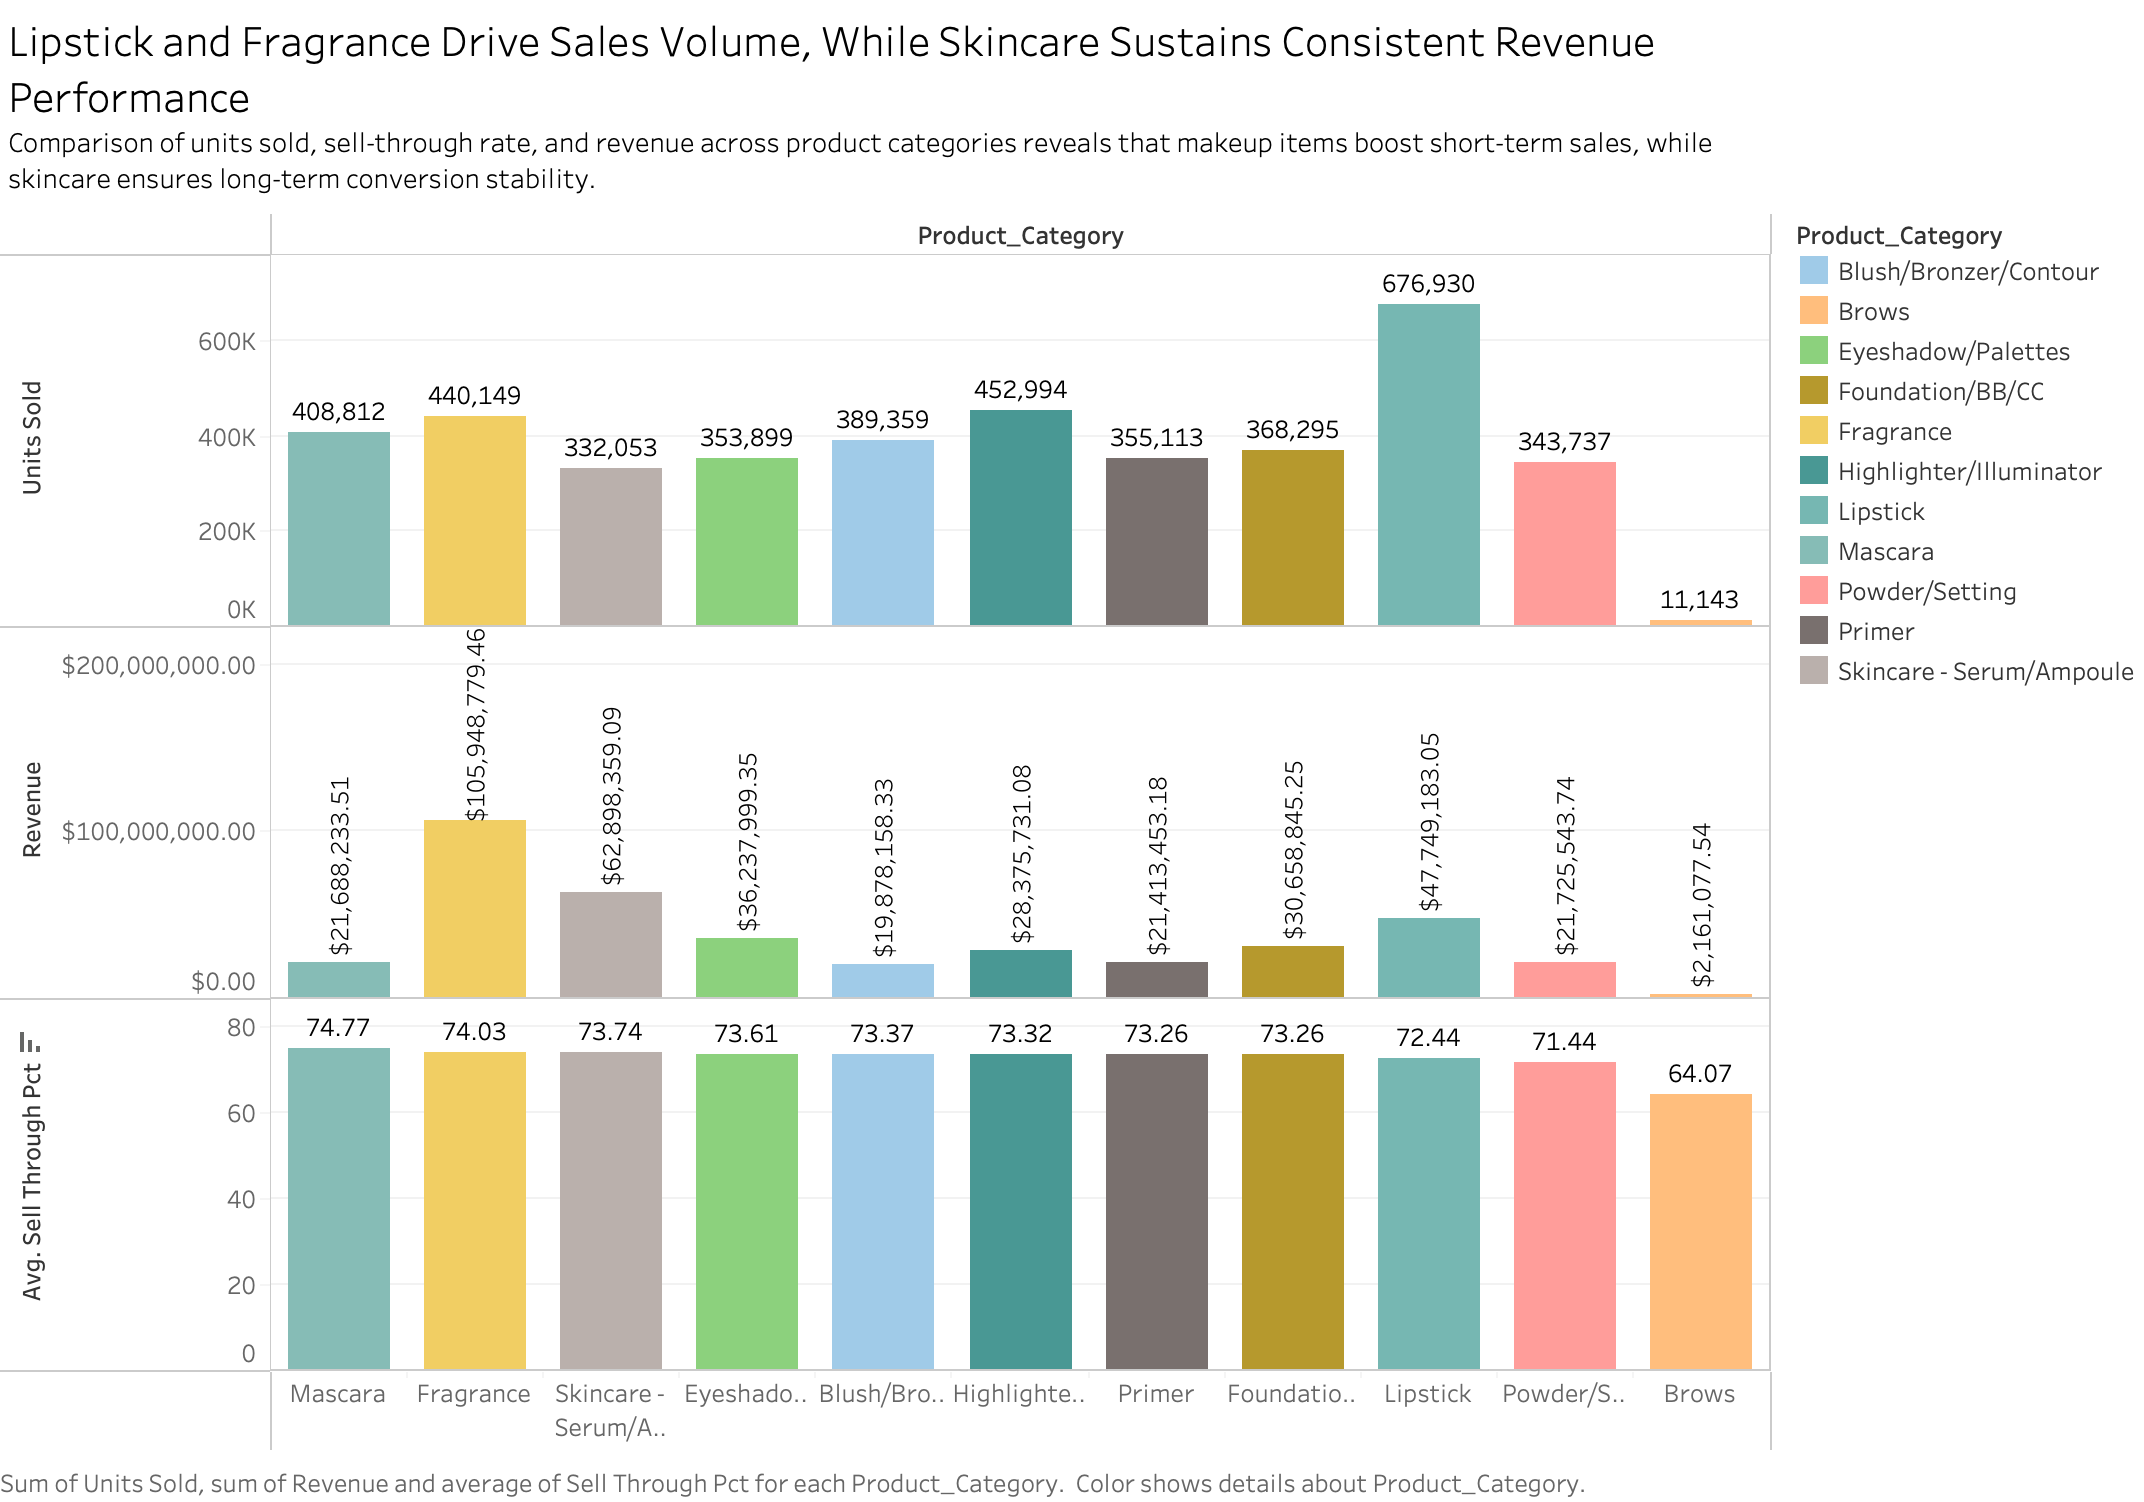 Lipstick and Fragrance Drive Sales Volume, While Skincare Sustains Consistent Revenue
Performance
Comparison of units sold, sell-through rate, and revenue across product categories reveals that makeup items boost short-term sales, while
skincare ensures long-term conversion stability.
Product_Category
Units Sold
600K
400K
200K
0K
408,812
440,149
332,053
353,899
389,359
452,994
355,113
368,295
676,930
343,737
11,143
Revenue
$200,000,000.00
$100,000,000.00
$0.00
$21,688,233.51
$105,948,779.46
$62,898,359.09
$36,237,999.35
$19,878,158.33
$28,375,731.08
$21,413,453.18
$30,658,845.25
$47,749,183.05
$21,725,543.74
$2,161,077.54
Avg. Sell Through Pct
80
60
40
20
0
74.77
74.03
73.74
73.61
73.37
73.32
73.26
73.26
72.44
71.44
64.07
Mascara
Fragrance
Skincare -
Serum/A..
Eyeshado..
Blush/Bro..
Highlighte..
Primer
Foundatio..
Lipstick
Powder/S..
Brows
Product_Category
Blush/Bronzer/Contour
Brows
Eyeshadow/Palettes
Foundation/BB/CC
Fragrance
Highlighter/Illuminator
Lipstick
Mascara
Powder/Setting
Primer
Skincare - Serum/Ampoule
Sum of Units Sold, sum of Revenue and average of Sell Through Pct for each Product_Category.  Color shows details about Product_Category.